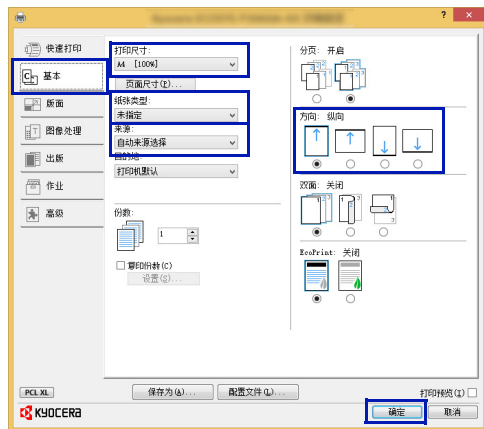 ?
快速打印
基本
版面
图像处理
出版
作业
高级
打印尺寸:
A4 [100%]
页面尺寸(P)...
纸张类型:
未指定
来源:
自动来源选择
目的地:
打印机默认
份数:
1
复印份数(C)
设置(S)...
分页: 开启
方向: 纵向
双面: 关闭
EcoPrint: 关闭
PCL XL
保存为(A)...
配置文件(L)...
打印预览(I)
KYOCERA
确定
取消